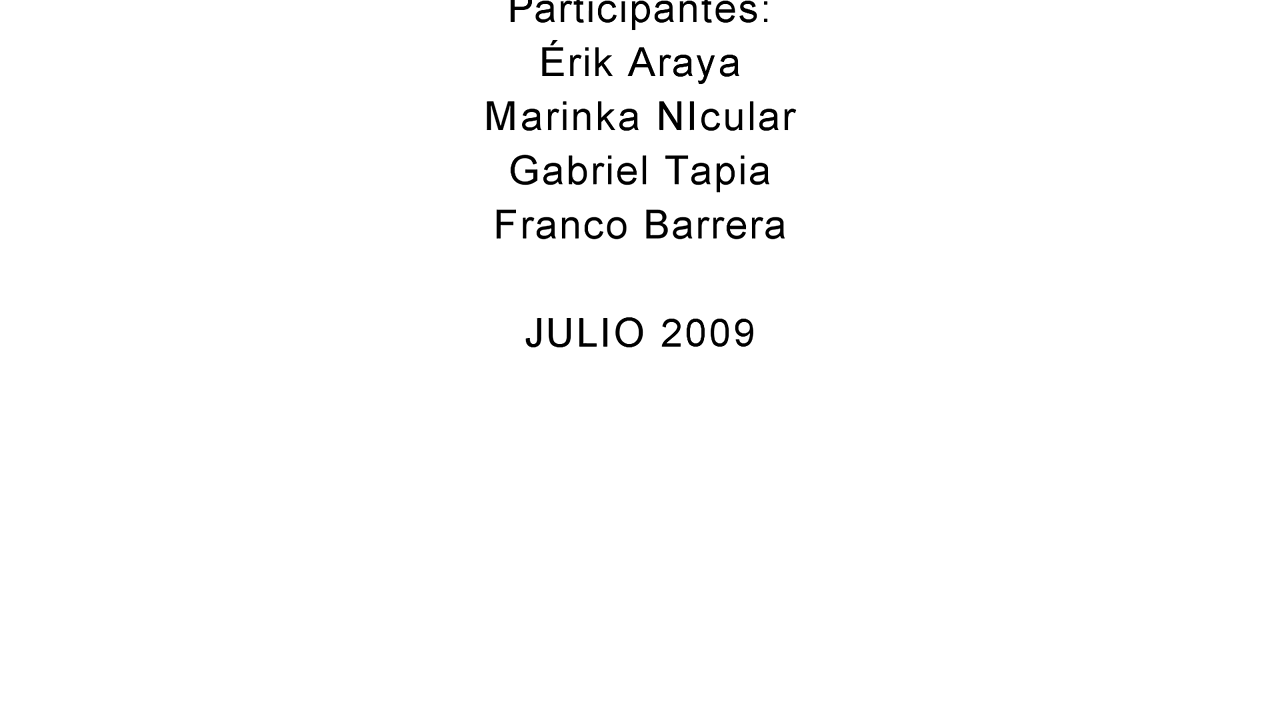 Participantes:
Érik Araya
Marinka NIcular
Gabriel Tapia
Franco Barrera
JULIO 2009